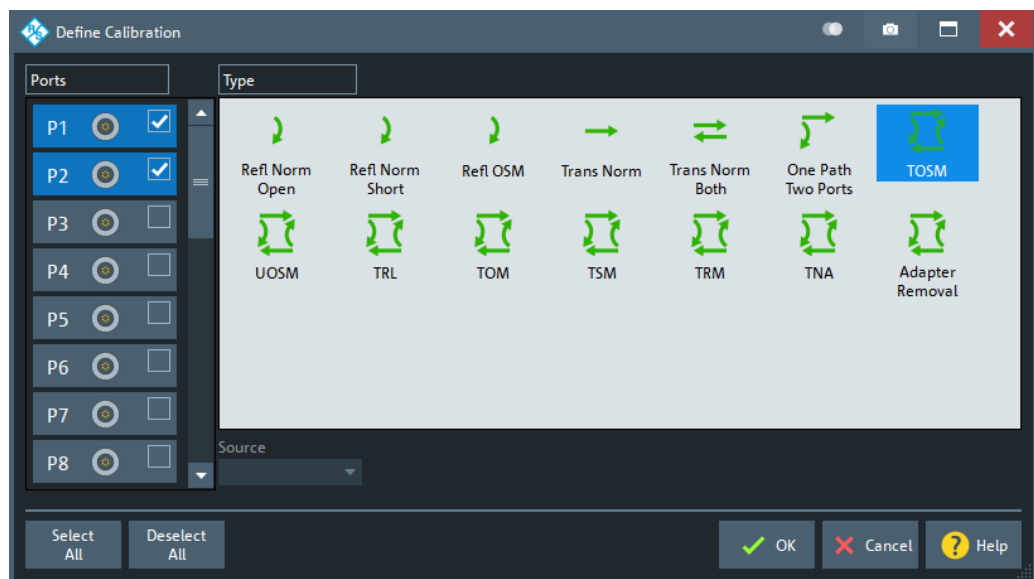 Define Calibration
Ports
Type
P1
P2
P3
P4
P5
P6
P7
P8
Refl Norm
Open
Refl Norm
Short
Refl OSM
Trans Norm
Trans Norm
Both
One Path
Two Ports
TOSM
UOSM
TRL
TOM
TSM
TRM
TNA
Adapter
Removal
Source
Select
All
Deselect
All
OK
Cancel
? Help